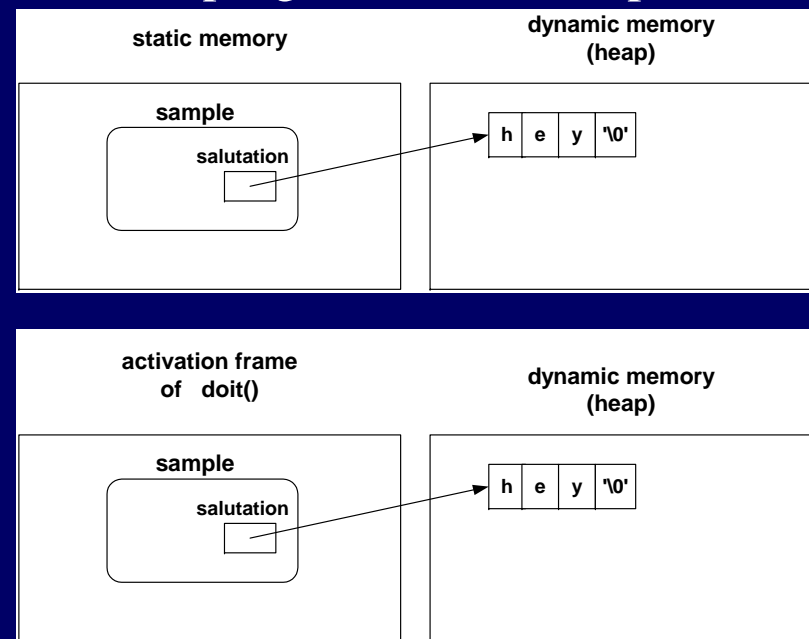 static memory
dynamic memory
(heap)
sample
salutation
h e y '\0'
activation frame
of doit()
dynamic memory
(heap)
sample
salutation
h e y '\0'